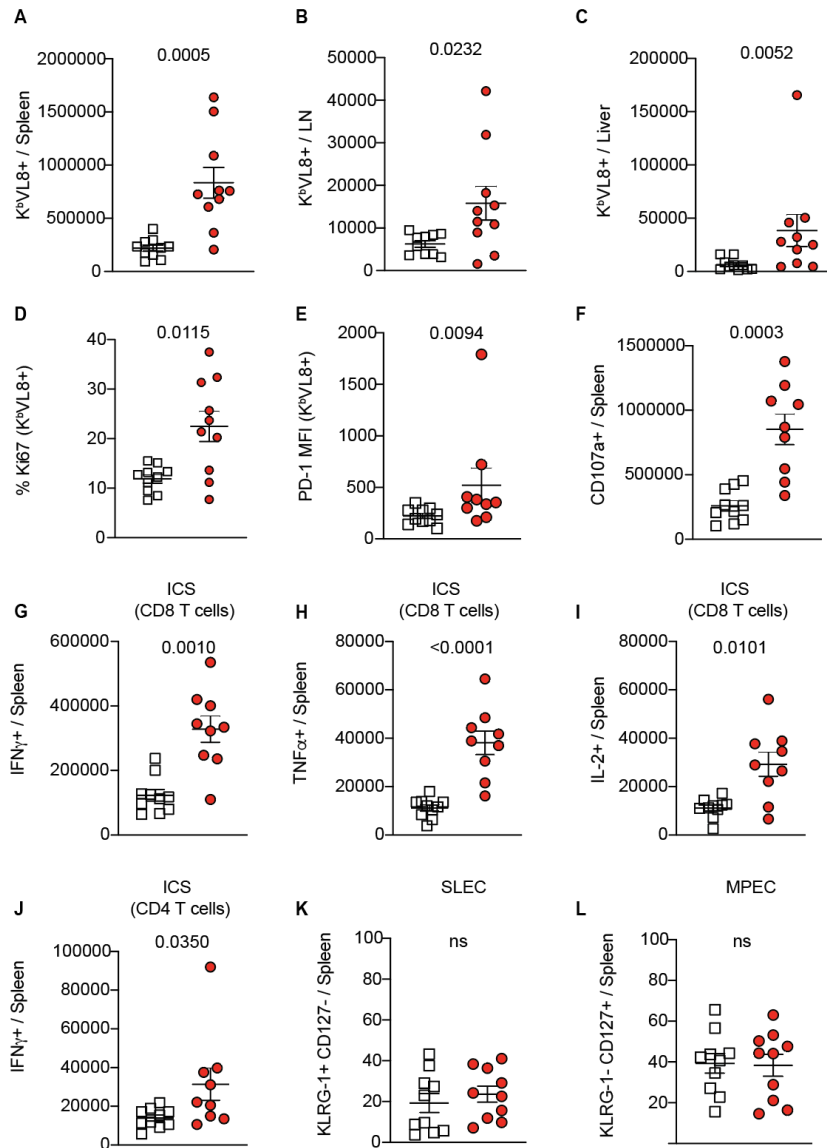 A
0.0005
KᵇVL8+ / Spleen
2000000
1500000
1000000
500000
0
B
0.0232
KᵇVL8+ / LN
50000
40000
30000
20000
10000
0
C
0.0052
KᵇVL8+ / Liver
200000
150000
100000
50000
0
D
0.0115
% Ki67 (KᵇVL8+)
40
30
20
10
0
E
0.0094
PD-1 MFI (KᵇVL8+)
2000
1500
1000
500
0
F
0.0003
CD107a+ / Spleen
1500000
1000000
500000
0
G
ICS
(CD8 T cells)
0.0010
IFNγ+ / Spleen
600000
400000
200000
0
H
ICS
(CD8 T cells)
<0.0001
TNFα+ / Spleen
80000
60000
40000
20000
0
I
ICS
(CD8 T cells)
0.0101
IL-2+ / Spleen
80000
60000
40000
20000
0
J
ICS
(CD4 T cells)
0.0350
IFNγ+ / Spleen
100000
80000
60000
40000
20000
0
K
SLEC
ns
KLRG-1+ CD127- / Spleen
100
80
60
40
20
0
L
MPEC
ns
KLRG-1- CD127+ / Spleen
100
80
60
40
20
0